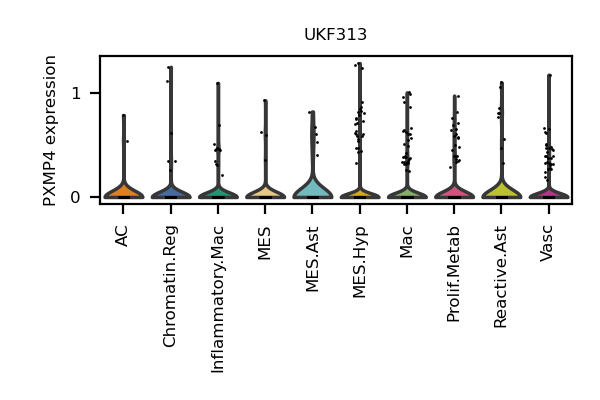 UKF313
PXMP4 expression
1
0
AC
Chromatin.Reg
Inflammatory.Mac
MES
MES.Ast
MES.Hyp
Mac
Prolif.Metab
Reactive.Ast
Vasc